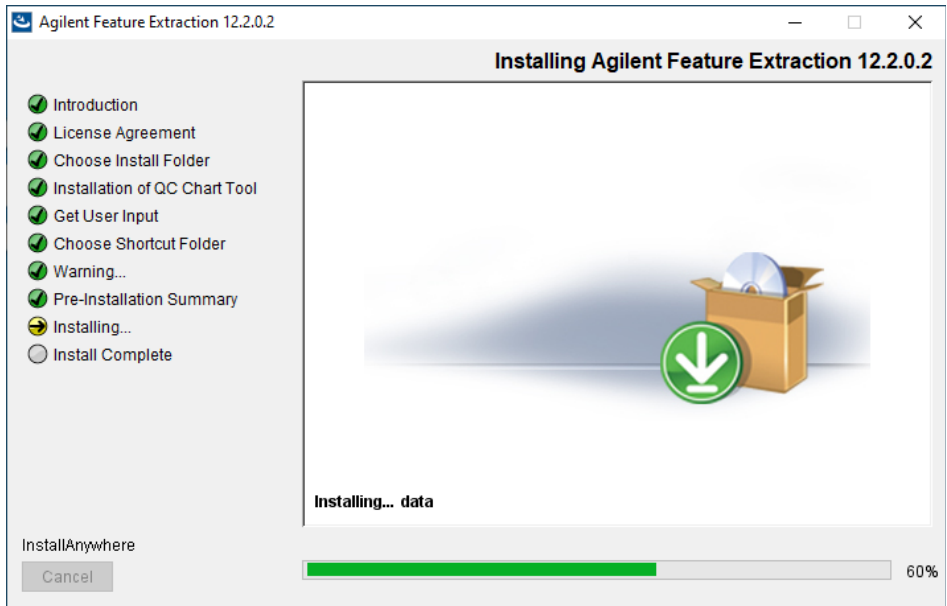 Agilent Feature Extraction 12.2.0.2
Installing Agilent Feature Extraction 12.2.0.2
Introduction
License Agreement
Choose Install Folder
Installation of QC Chart Tool
Get User Input
Choose Shortcut Folder
Warning...
Pre-Installation Summary
Installing...
Install Complete
Installing... data
InstallAnywhere
Cancel
60%